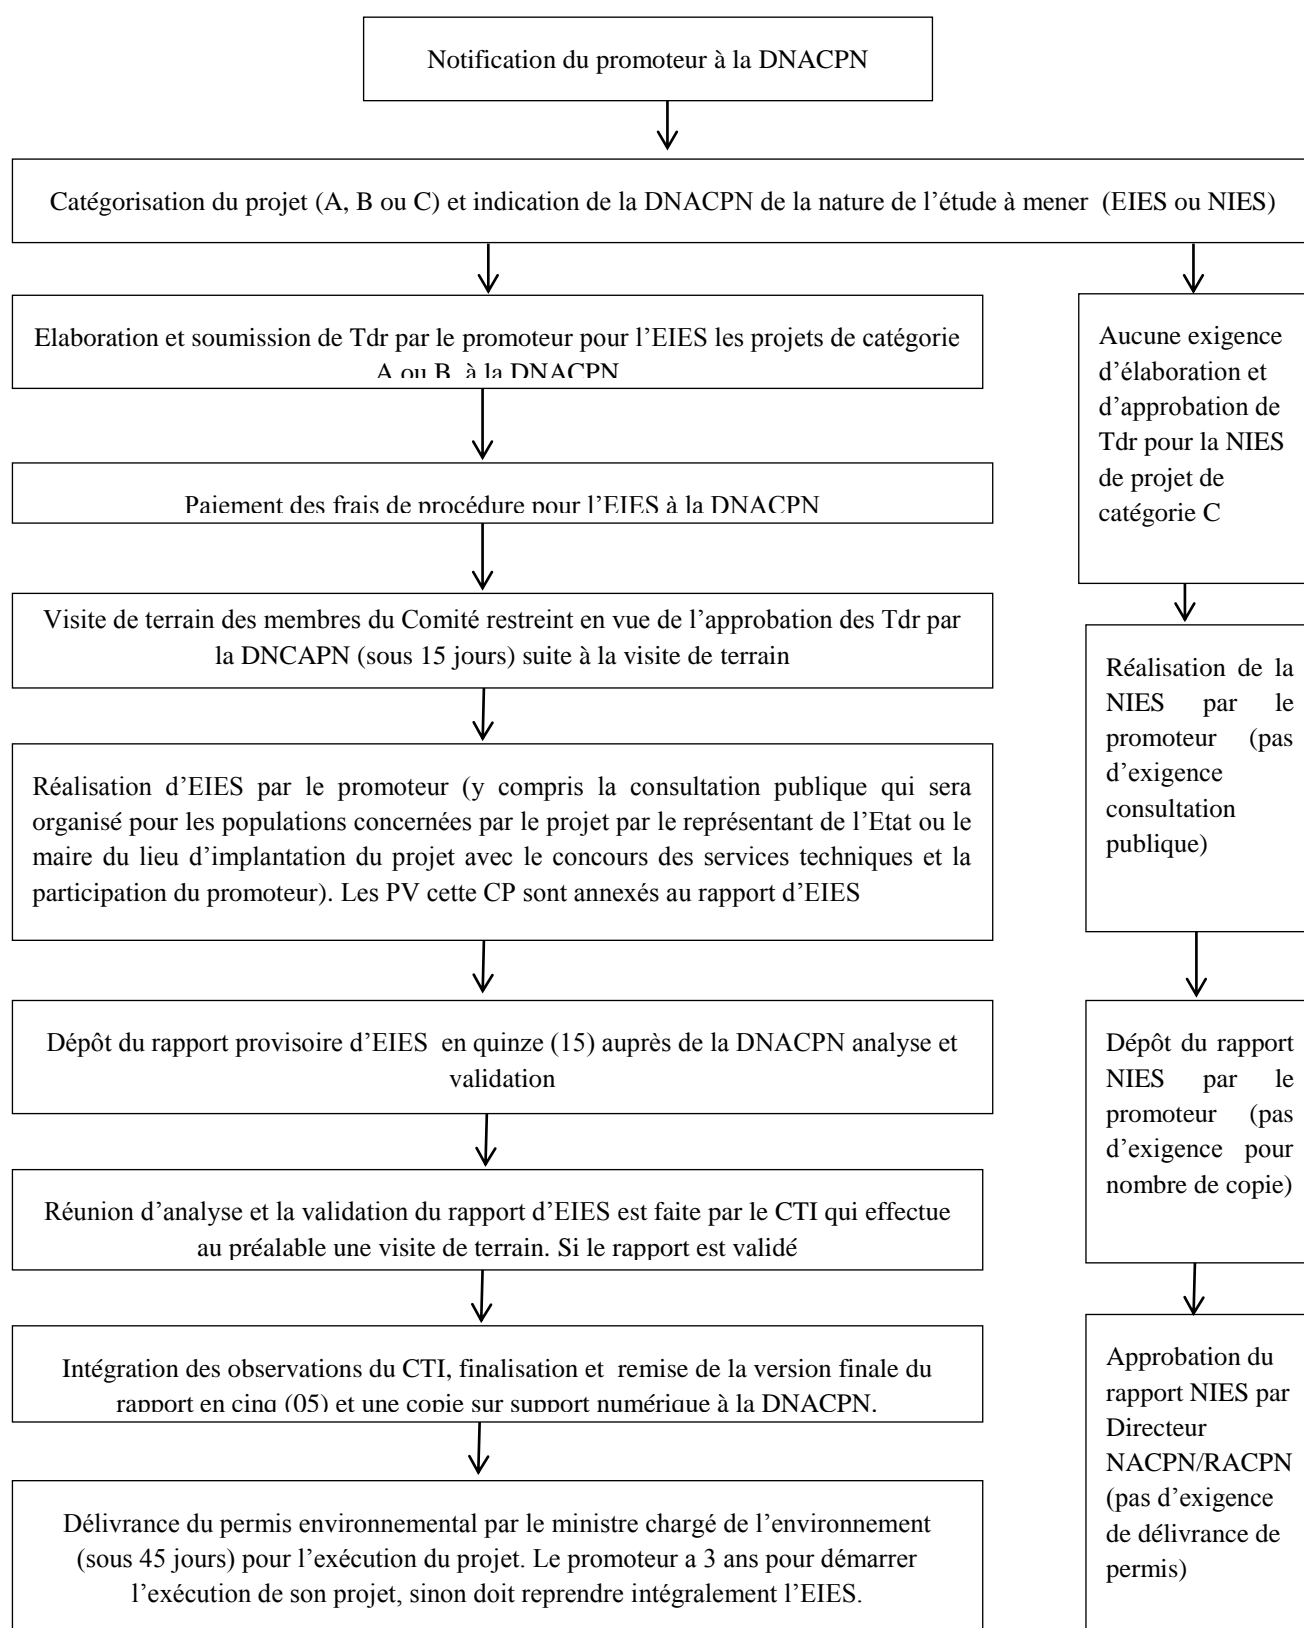 Notification du promoteur à la DNACPN
Catégorisation du projet (A, B ou C) et indication de la DNACPN de la nature de l’étude à mener (EIES ou NIES)
Elaboration et soumission de Tdr par le promoteur pour l’EIES les projets de catégorie
A ou B à la DNACPN
Paiement des frais de procédure pour l’EIES à la DNACPN
Visite de terrain des membres du Comité restreint en vue de l’approbation des Tdr par
la DNCAPN (sous 15 jours) suite à la visite de terrain
Réalisation d’EIES par le promoteur (y compris la consultation publique qui sera
organisé pour les populations concernées par le projet par le représentant de l’Etat ou le
maire du lieu d’implantation du projet avec le concours des services techniques et la
participation du promoteur). Les PV cette CP sont annexés au rapport d’EIES
Dépôt du rapport provisoire d’EIES en quinze (15) auprès de la DNACPN analyse et
validation
Réunion d’analyse et la validation du rapport d’EIES est faite par le CTI qui effectue
au préalable une visite de terrain. Si le rapport est validé
Intégration des observations du CTI, finalisation et remise de la version finale du
rapport en cinq (05) et une copie sur support numérique à la DNACPN.
Délivrance du permis environnemental par le ministre chargé de l’environnement
(sous 45 jours) pour l’exécution du projet. Le promoteur a 3 ans pour démarrer
l’exécution de son projet, sinon doit reprendre intégralement l’EIES.
Aucune exigence
d’élaboration et
d’approbation de
Tdr pour la NIES
de projet de
catégorie C
Réalisation de la
NIES par le
promoteur (pas
d’exigence
consultation
publique)
Dépôt du rapport
NIES par le
promoteur (pas
d’exigence pour
nombre de copie)
Approbation du
rapport NIES par
Directeur
NACPN/RACPN
(pas d’exigence
de délivrance de
permis)